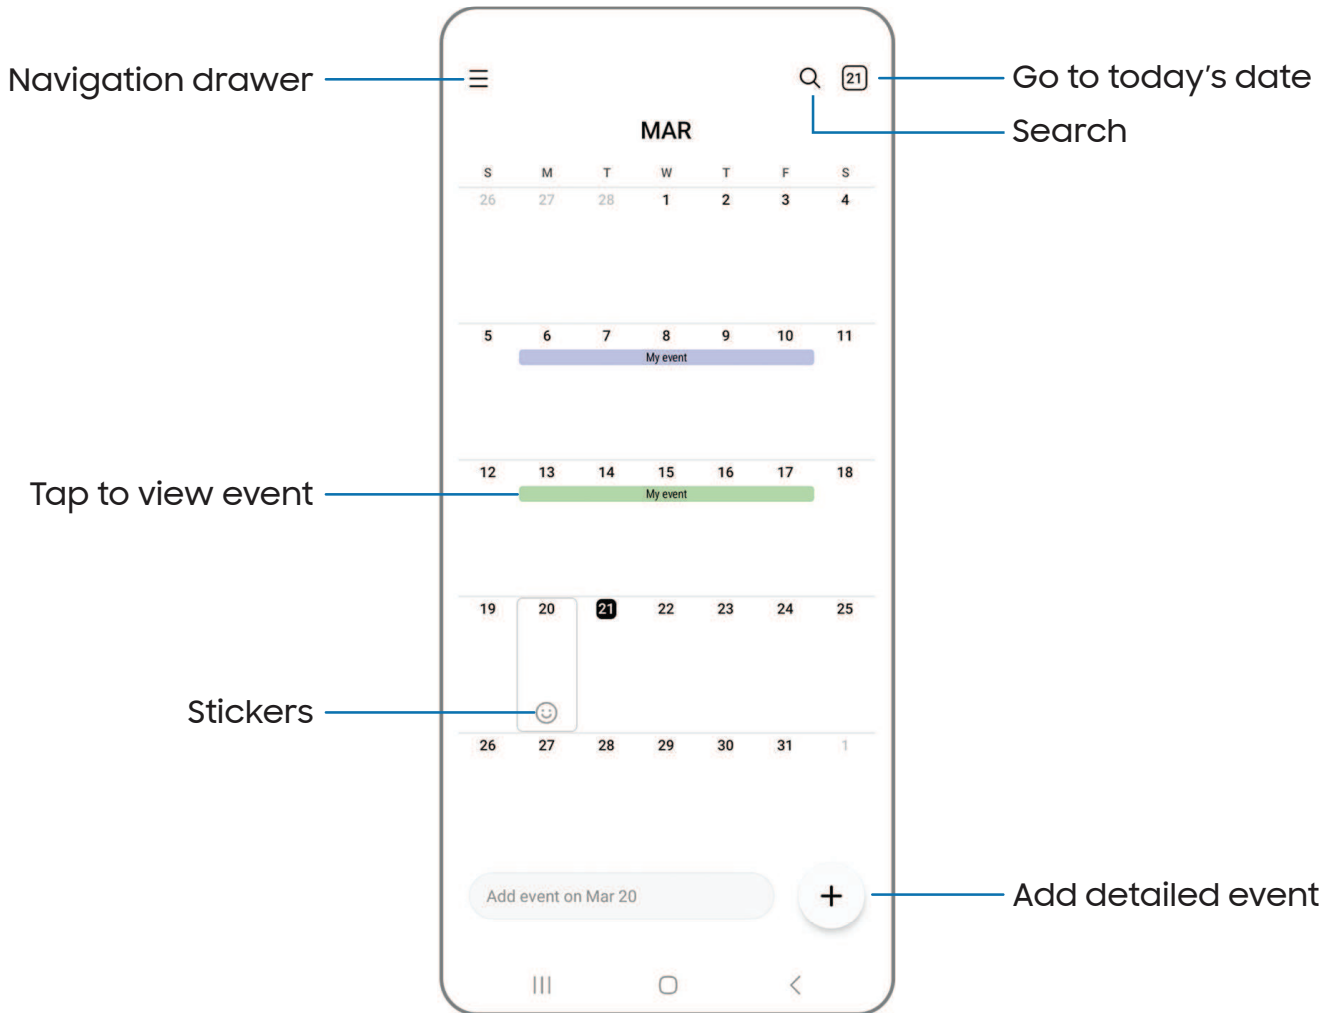 Navigation drawer
21
Go to today's date
Search
MAR
S M T W T F S
26 27 28 1 2 3 4
5 6 7 8 9 10 11
My event
12 13 14 15 16 17 18
Tap to view event
My event
19 20 21 22 23 24 25
Stickers
26 27 28 29 30 31 1
Add event on Mar 20
+
Add detailed event